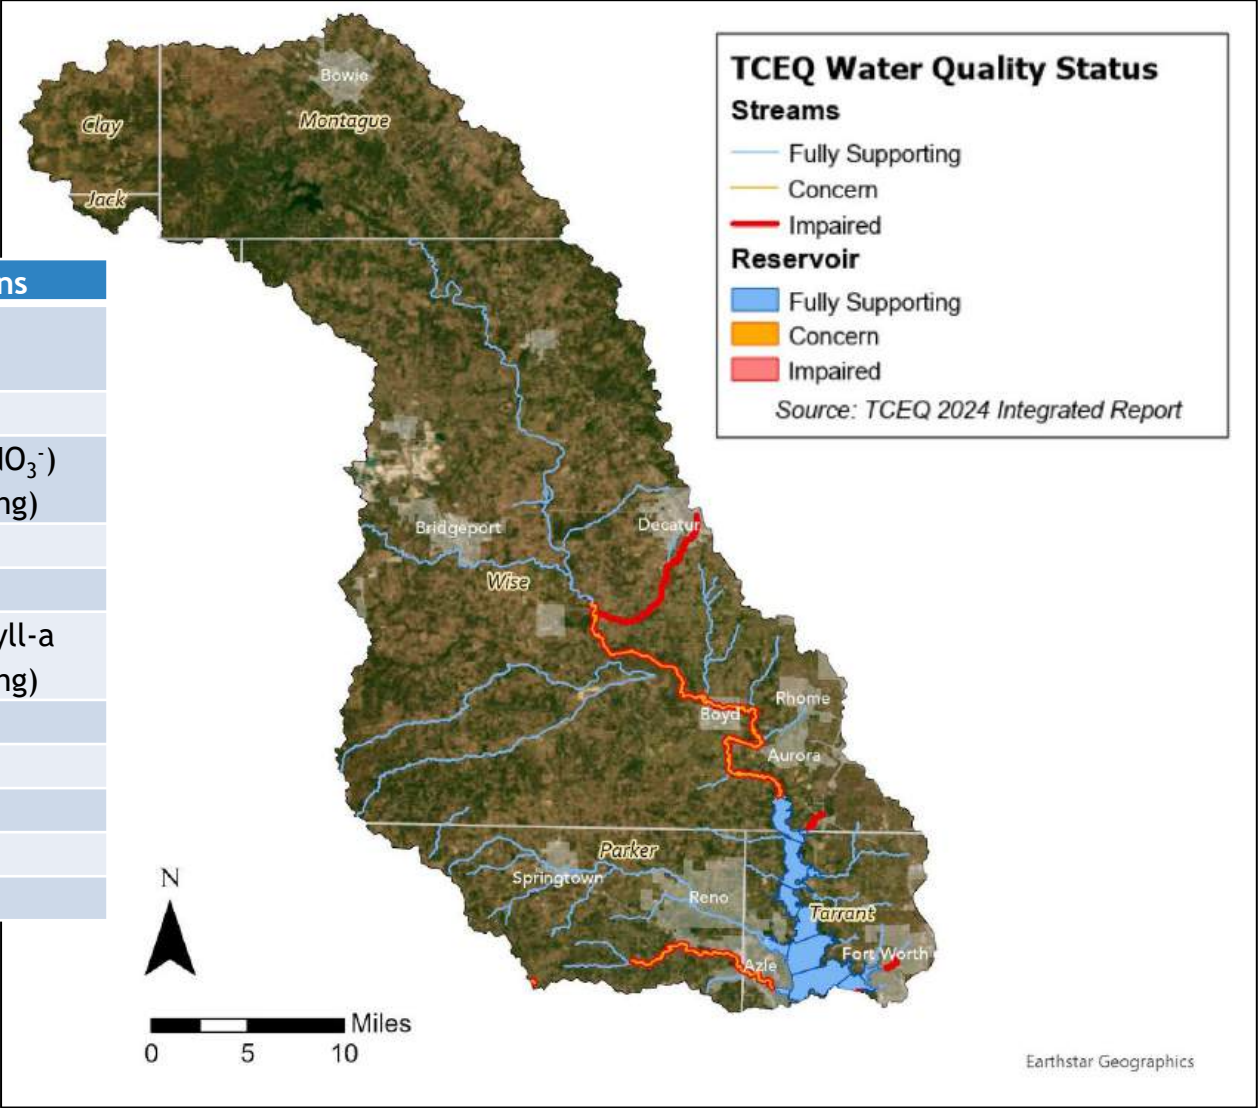 TCEQ Water Quality Status
Streams
Fully Supporting
Concern
Impaired
Reservoir
Fully Supporting
Concern
Impaired
Source: TCEQ 2024 Integrated Report
Bowie
Clay
Montague
Jack
ns
O₃⁻)
ng)
yll-a
ng)
Bridgeport
Decatur
Wise
Rhome
Boyd
Aurora
Parker
Springtown
Reno
Tarrant
Fort Worth
Azle
N
Miles
0 5 10
Earthstar Geographics